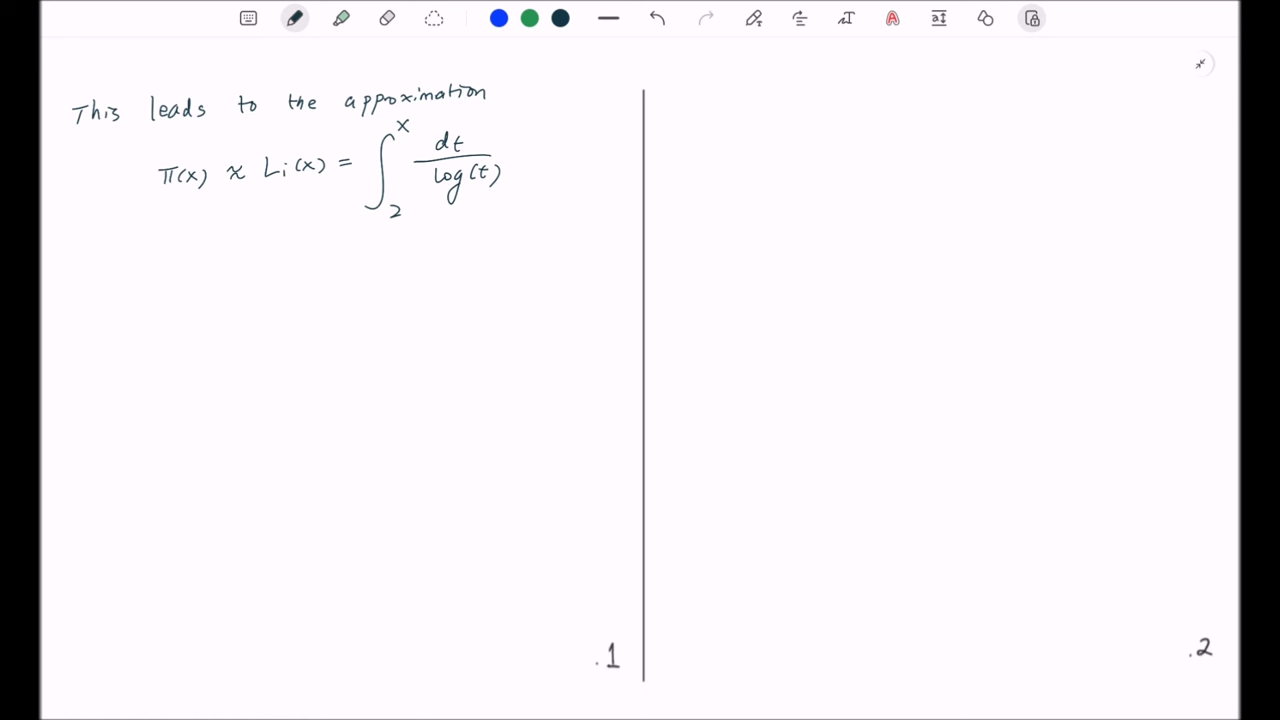 This leads to the approximation
π(x) ≈ Li(x) = ∫₂ˣ dt / log(t)
.1
.2